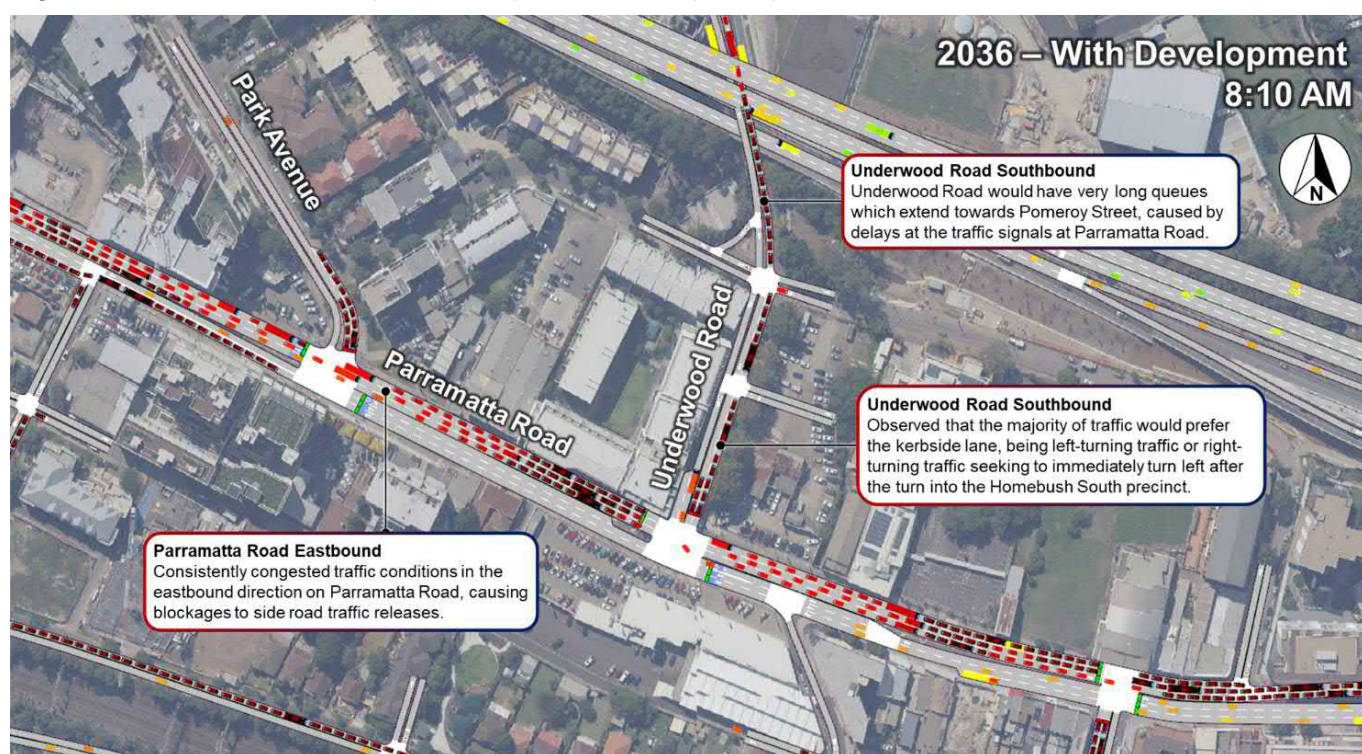 2036 – With Development
8:10 AM
Park Avenue
N
Underwood Road Southbound
Underwood Road would have very long queues
which extend towards Pomeroy Street, caused by
delays at the traffic signals at Parramatta Road.
Underwood Road
Parramatta Road
Underwood Road Southbound
Observed that the majority of traffic would prefer
the kerbside lane, being left-turning traffic or right-
turning traffic seeking to immediately turn left after
the turn into the Homebush South precinct.
Parramatta Road Eastbound
Consistently congested traffic conditions in the
eastbound direction on Parramatta Road, causing
blockages to side road traffic releases.